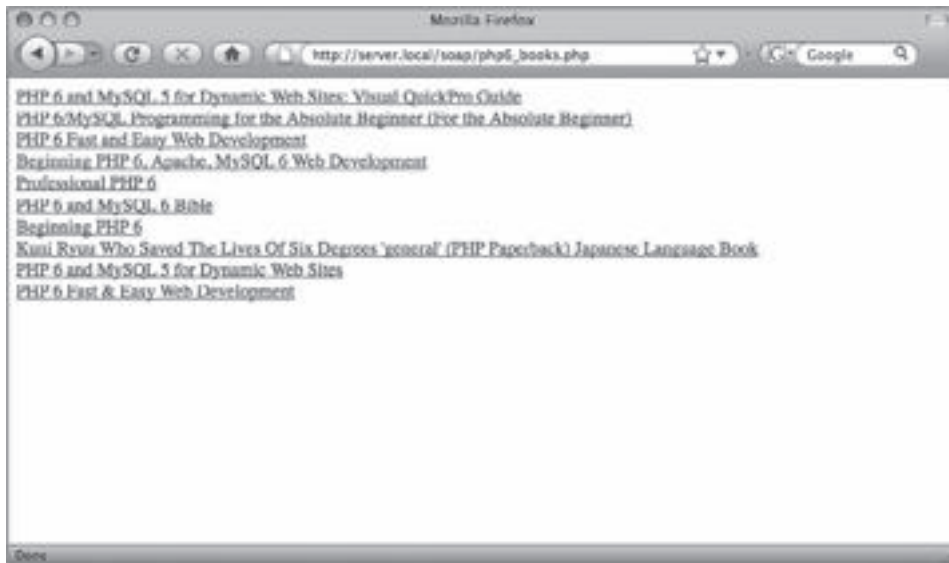 Mozilla Firefox
http://server.local/soap/php6_books.php
Google
PHP 6 and MySQL 5 for Dynamic Web Sites: Visual QuickPro Guide
PHP 6/MySQL Programming for the Absolute Beginner (For the Absolute Beginner)
PHP 6 Fast and Easy Web Development
Beginning PHP 6, Apache, MySQL 6 Web Development
Professional PHP 6
PHP 6 and MySQL 6 Bible
Beginning PHP 6
Kuni Ryuu Who Saved The Lives Of Six Degrees 'general' (PHP Paperback) Japanese Language Book
PHP 6 and MySQL 5 for Dynamic Web Sites
PHP 6 Fast & Easy Web Development
Done